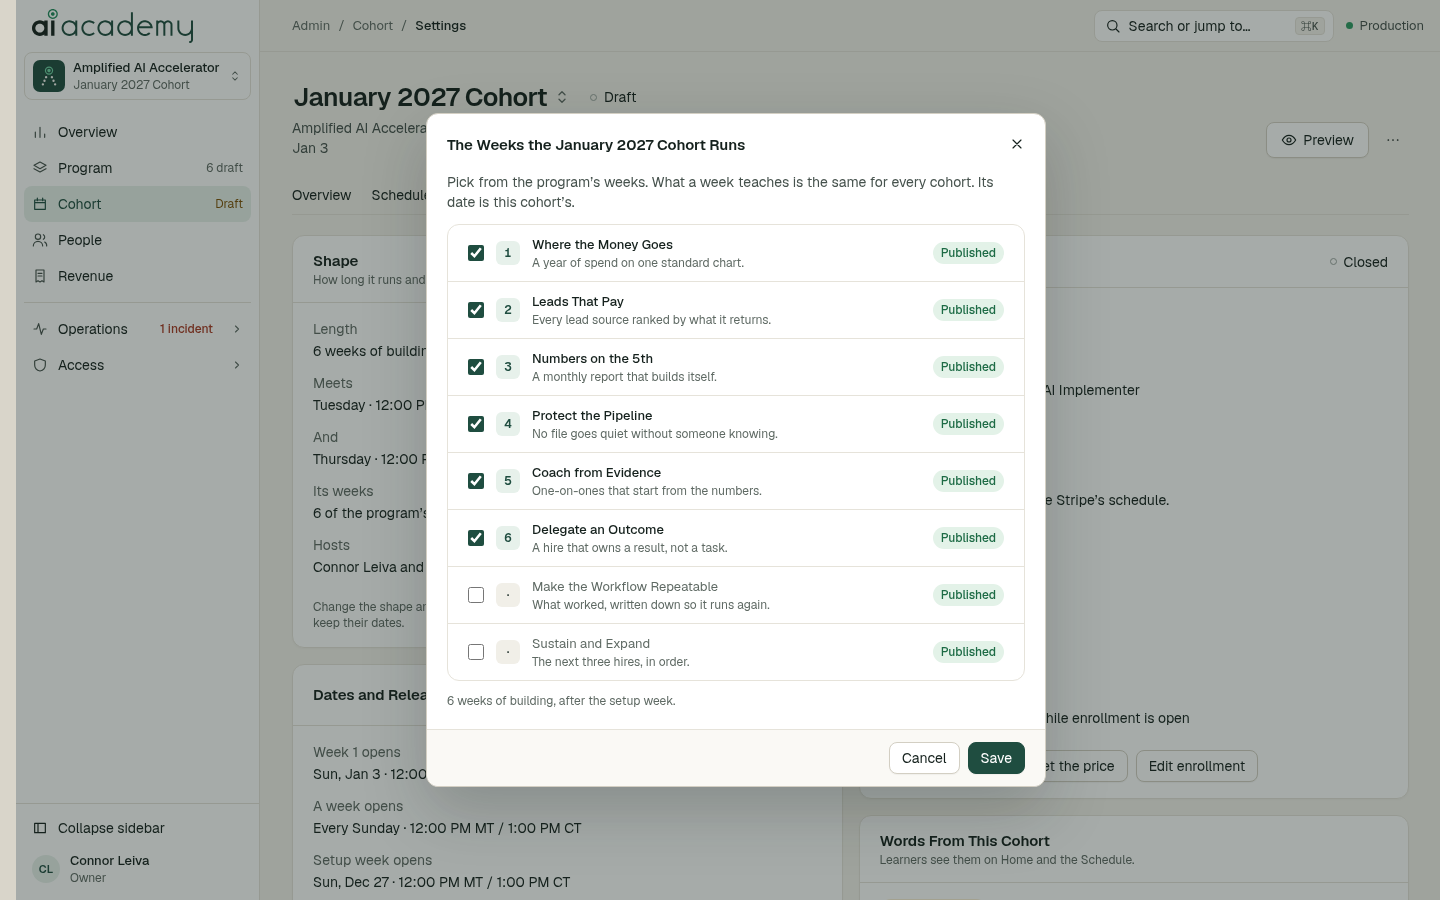 ai academy
Amplified AI Accelerator
January 2027 Cohort
Overview
Program
6 draft
Cohort
Draft
People
Revenue
Operations
1 incident
Access
Collapse sidebar
CL
Connor Leiva
Owner
Admin / Cohort / Settings
Search or jump to…
⌘K
Production
January 2027 Cohort
Draft
Amplified AI Accelera
Jan 3
Preview
Overview
Schedule
Shape
How long it runs and
Length
6 weeks of buildin
Meets
Tuesday · 12:00 P
And
Thursday · 12:00 P
Its weeks
6 of the program's
Hosts
Connor Leiva and
Change the shape an
keep their dates.
Dates and Relea
Week 1 opens
Sun, Jan 3 · 12:00
A week opens
Every Sunday · 12:00 PM MT / 1:00 PM CT
Setup week opens
Sun, Dec 27 · 12:00 PM MT / 1:00 PM CT
Closed
AI Implementer
e Stripe's schedule.
hile enrollment is open
et the price
Edit enrollment
Words From This Cohort
Learners see them on Home and the Schedule.
The Weeks the January 2027 Cohort Runs
Pick from the program's weeks. What a week teaches is the same for every cohort. Its
date is this cohort's.
1
Where the Money Goes
A year of spend on one standard chart.
Published
2
Leads That Pay
Every lead source ranked by what it returns.
Published
3
Numbers on the 5th
A monthly report that builds itself.
Published
4
Protect the Pipeline
No file goes quiet without someone knowing.
Published
5
Coach from Evidence
One-on-ones that start from the numbers.
Published
6
Delegate an Outcome
A hire that owns a result, not a task.
Published
·
Make the Workflow Repeatable
What worked, written down so it runs again.
Published
·
Sustain and Expand
The next three hires, in order.
Published
6 weeks of building, after the setup week.
Cancel
Save